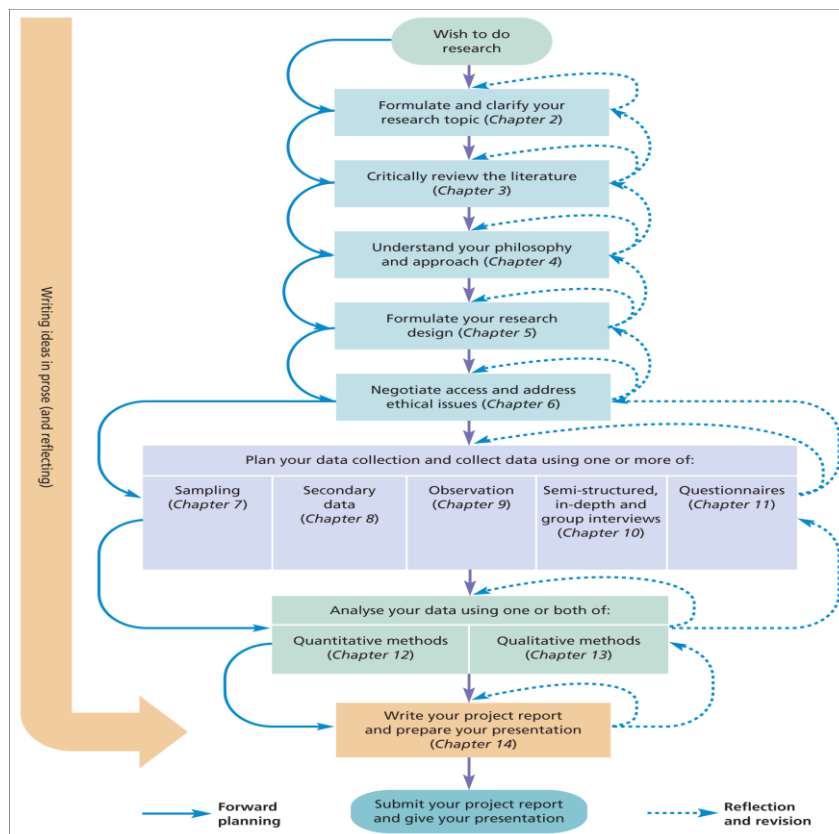 Wish to do
research
Formulate and clarify your
research topic (Chapter 2)
Critically review the literature
(Chapter 3)
Understand your philosophy
and approach (Chapter 4)
Formulate your research
design (Chapter 5)
Negotiate access and address
ethical issues (Chapter 6)
Writing ideas in prose (and reflecting)
Plan your data collection and collect data using one or more of:
Sampling
(Chapter 7)
Secondary
data
(Chapter 8)
Observation
(Chapter 9)
Semi-structured,
in-depth and
group interviews
(Chapter 10)
Questionnaires
(Chapter 11)
Analyse your data using one or both of:
Quantitative methods
(Chapter 12)
Qualitative methods
(Chapter 13)
Write your project report
and prepare your presentation
(Chapter 14)
Submit your project report
and give your presentation
Forward
planning
Reflection
and revision